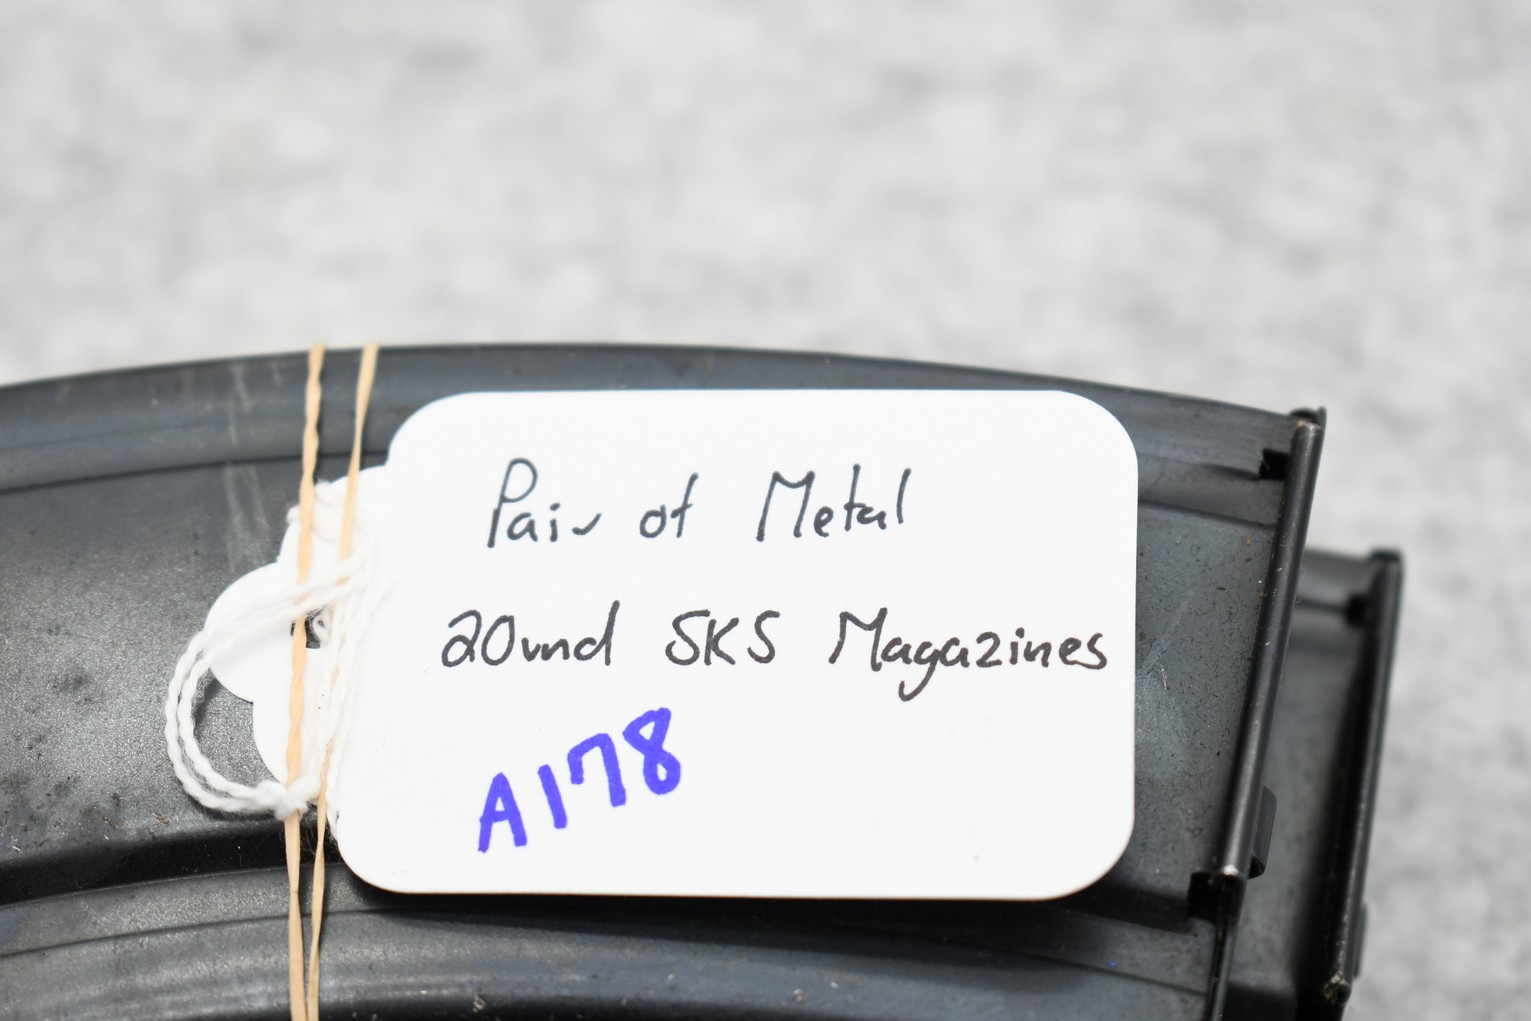 Pair of Metal
20rnd SKS Magazines
A178